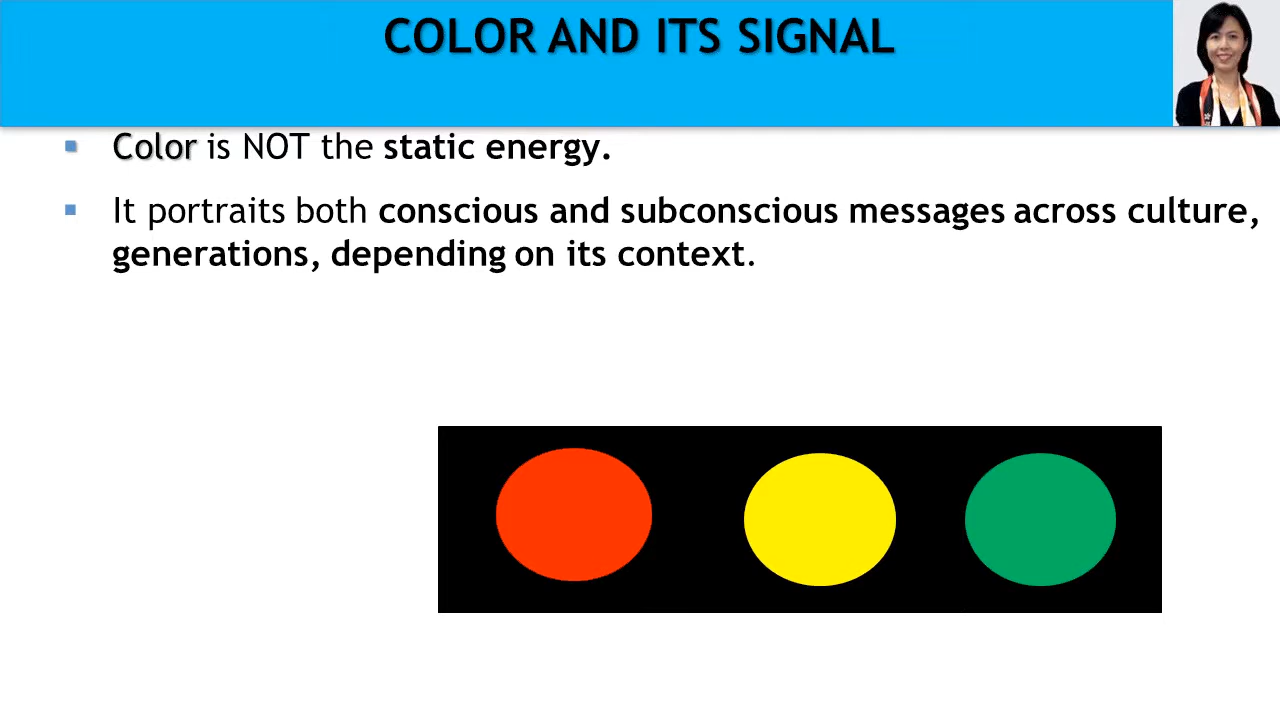 COLOR AND ITS SIGNAL
Color is NOT the static energy.
It portraits both conscious and subconscious messages across culture,
generations, depending on its context.